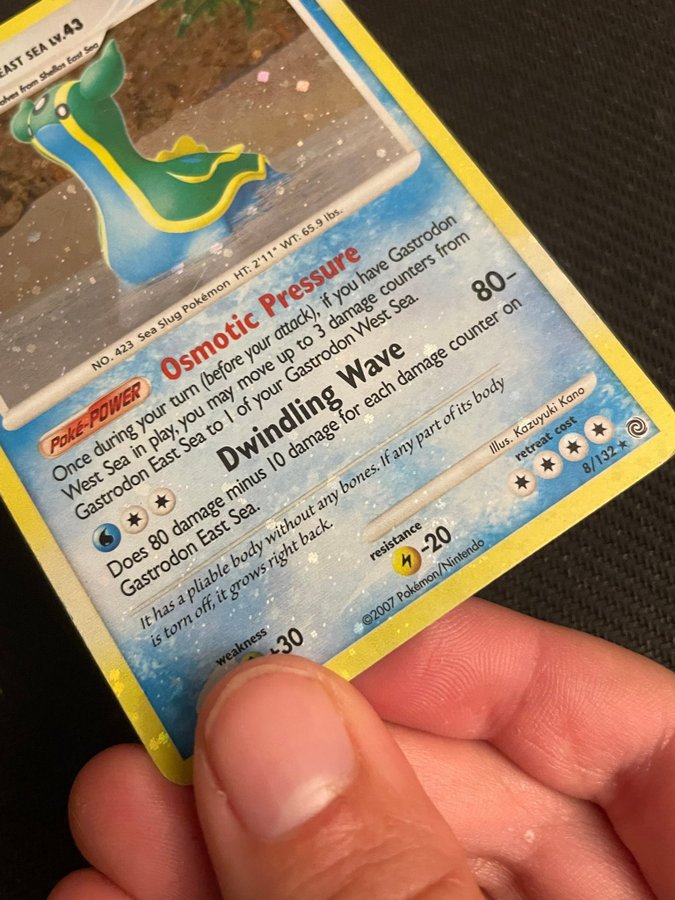 EAST SEA LV.43
olves from Shellos East Sea
NO. 423 Sea Slug Pokémon HT: 2'11" WT: 65.9 lbs.
Poké-POWER Osmotic Pressure
Once during your turn (before your attack), if you have Gastrodon
West Sea in play, you may move up to 3 damage counters from
Gastrodon East Sea to 1 of your Gastrodon West Sea.
Dwindling Wave 80-
Does 80 damage minus 10 damage for each damage counter on
Gastrodon East Sea.
It has a pliable body without any bones. If any part of its body
is torn off, it grows right back.
Illus. Kazuyuki Kano
weakness
+30
resistance
-20
retreat cost
©2007 Pokémon/Nintendo
8/132